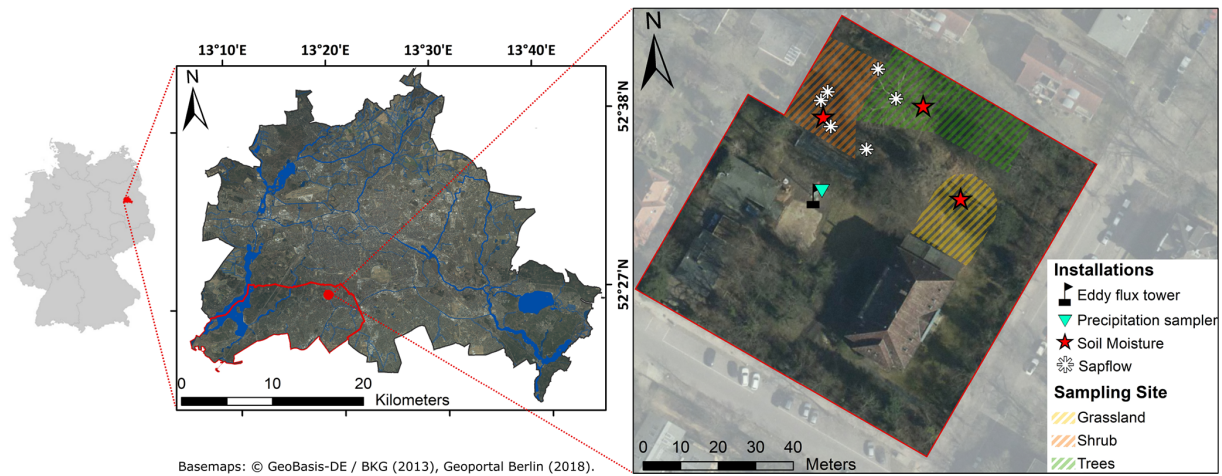 13°10'E 13°20'E 13°30'E 13°40'E
N
52°38'N
52°27'N
0 10 20
Kilometers
Basemaps: © GeoBasis-DE / BKG (2013), Geoportal Berlin (2018).
N
Installations
Eddy flux tower
Precipitation sampler
Soil Moisture
Sapflow
Sampling Site
Grassland
Shrub
Trees
0 10 20 30 40
Meters